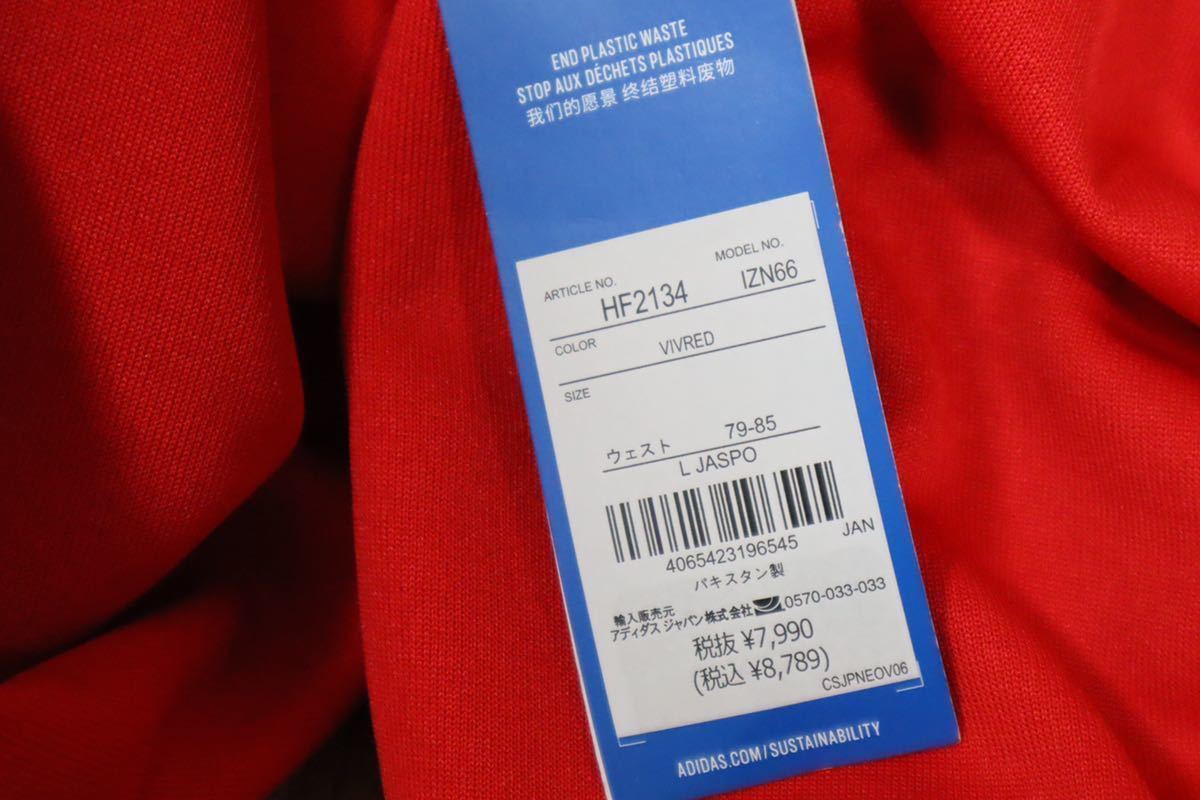 END PLASTIC WASTE
STOP AUX DÉCHETS PLASTIQUES
我们的愿景 终结塑料废物
ARTICLE NO. MODEL NO.
HF2134 IZN66
COLOR VIVRED
SIZE
ウェスト 79-85
L JASPO
4065423196545 JAN
パキスタン製
輸入販売元
アディダス ジャパン株式会社 0570-033-033
税抜 ¥7,990
(税込 ¥8,789)
CSJPNEOV06
ADIDAS.COM/SUSTAINABILITY